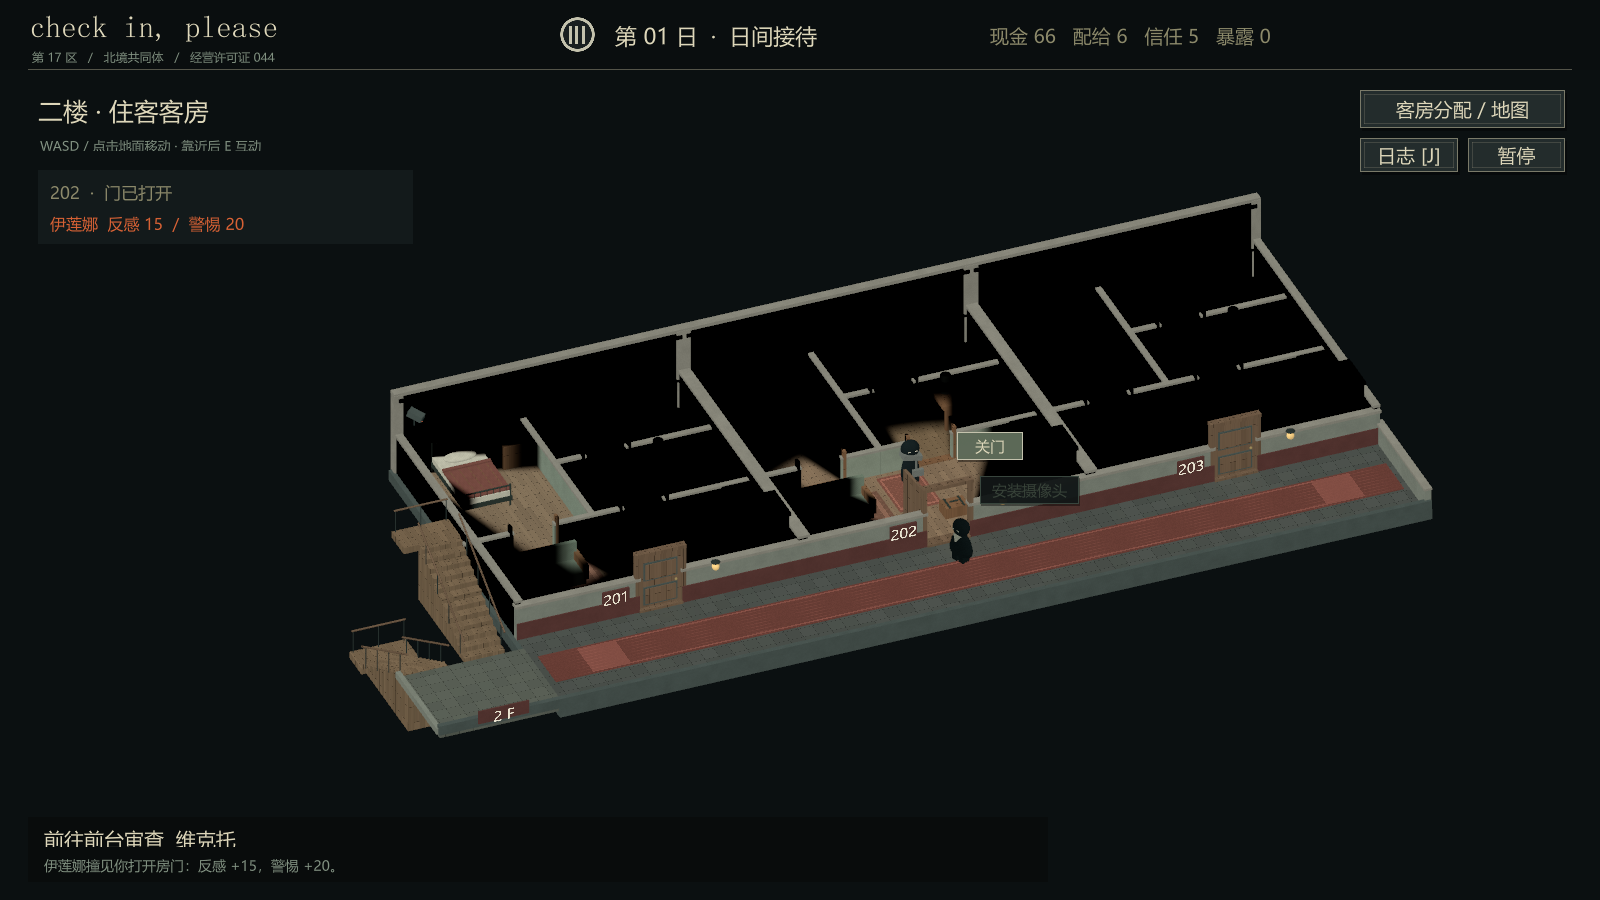 check in, please
第 17 区 / 北境共同体 / 经营许可证 044
第 01 日 · 日间接待
现金 66 配给 6 信任 5 暴露 0
二楼 · 住客客房
WASD / 点击地面移动 · 靠近后 E 互动
客房分配 / 地图
日志 [J]
暂停
202 · 门已打开
伊莲娜 反感 15 / 警惕 20
关门
安装摄像头
203
202
201
2 F
前往前台审查 维克托
伊莲娜撞见你打开房门：反感 +15，警惕 +20。